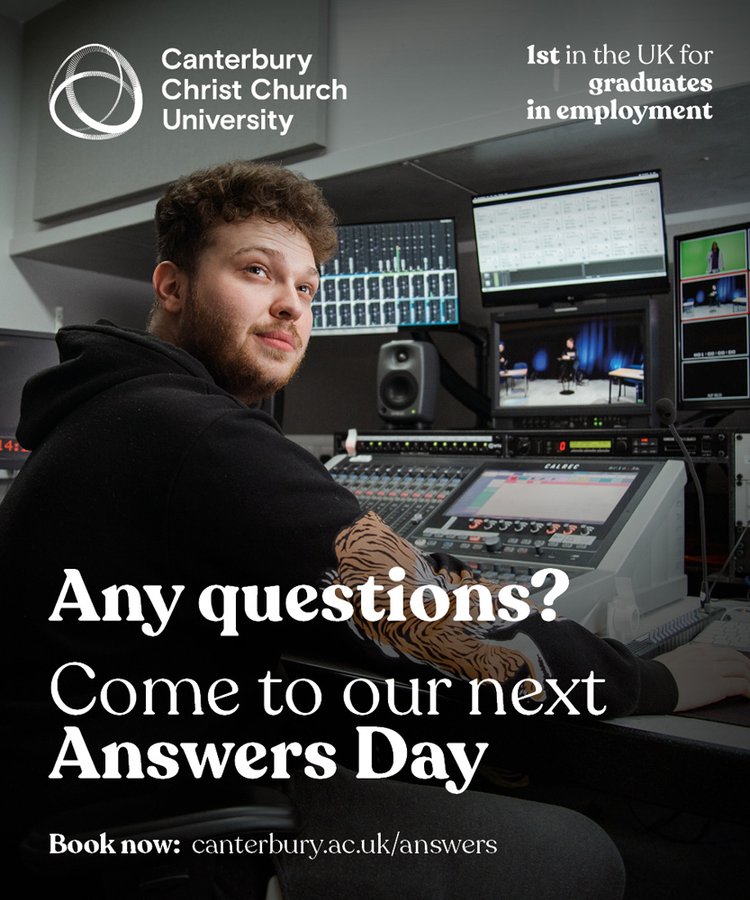 Canterbury
Christ Church
University
1st in the UK for
graduates
in employment
CALREC
Any questions?
Come to our next
Answers Day
Book now: canterbury.ac.uk/answers